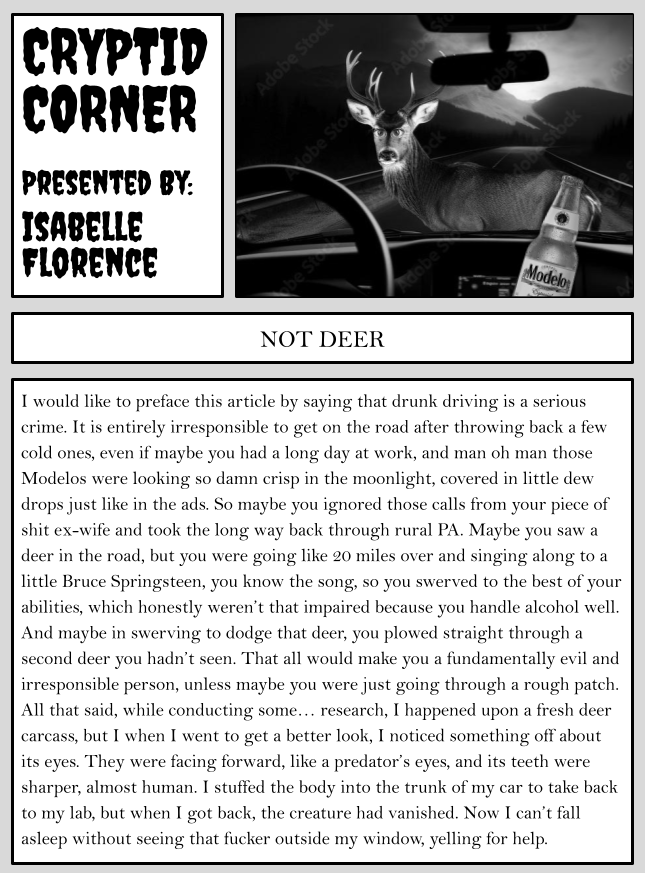 CRYPTID
CORNER
PRESENTED BY:
ISABELLE
FLORENCE
Adobe Stock
Modelo
Especial
NOT DEER
I would like to preface this article by saying that drunk driving is a serious
crime. It is entirely irresponsible to get on the road after throwing back a few
cold ones, even if maybe you had a long day at work, and man oh man those
Modelos were looking so damn crisp in the moonlight, covered in little dew
drops just like in the ads. So maybe you ignored those calls from your piece of
shit ex-wife and took the long way back through rural PA. Maybe you saw a
deer in the road, but you were going like 20 miles over and singing along to a
little Bruce Springsteen, you know the song, so you swerved to the best of your
abilities, which honestly weren't that impaired because you handle alcohol well.
And maybe in swerving to dodge that deer, you plowed straight through a
second deer you hadn't seen. That all would make you a fundamentally evil and
irresponsible person, unless maybe you were just going through a rough patch.
All that said, while conducting some… research, I happened upon a fresh deer
carcass, but I when I went to get a better look, I noticed something off about
its eyes. They were facing forward, like a predator's eyes, and its teeth were
sharper, almost human. I stuffed the body into the trunk of my car to take back
to my lab, but when I got back, the creature had vanished. Now I can't fall
asleep without seeing that fucker outside my window, yelling for help.